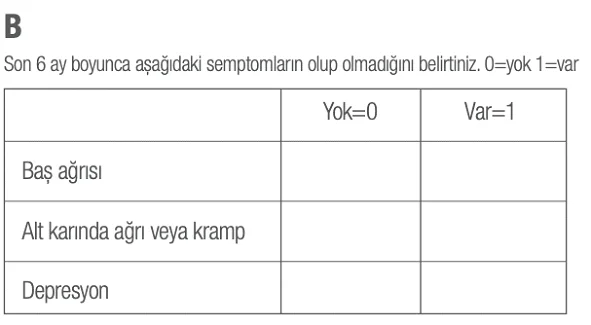 B
Son 6 ay boyunca aşağıdaki semptomların olup olmadığını belirtiniz. 0=yok 1=var
Yok=0 Var=1
Baş ağrısı
Alt karında ağrı veya kramp
Depresyon